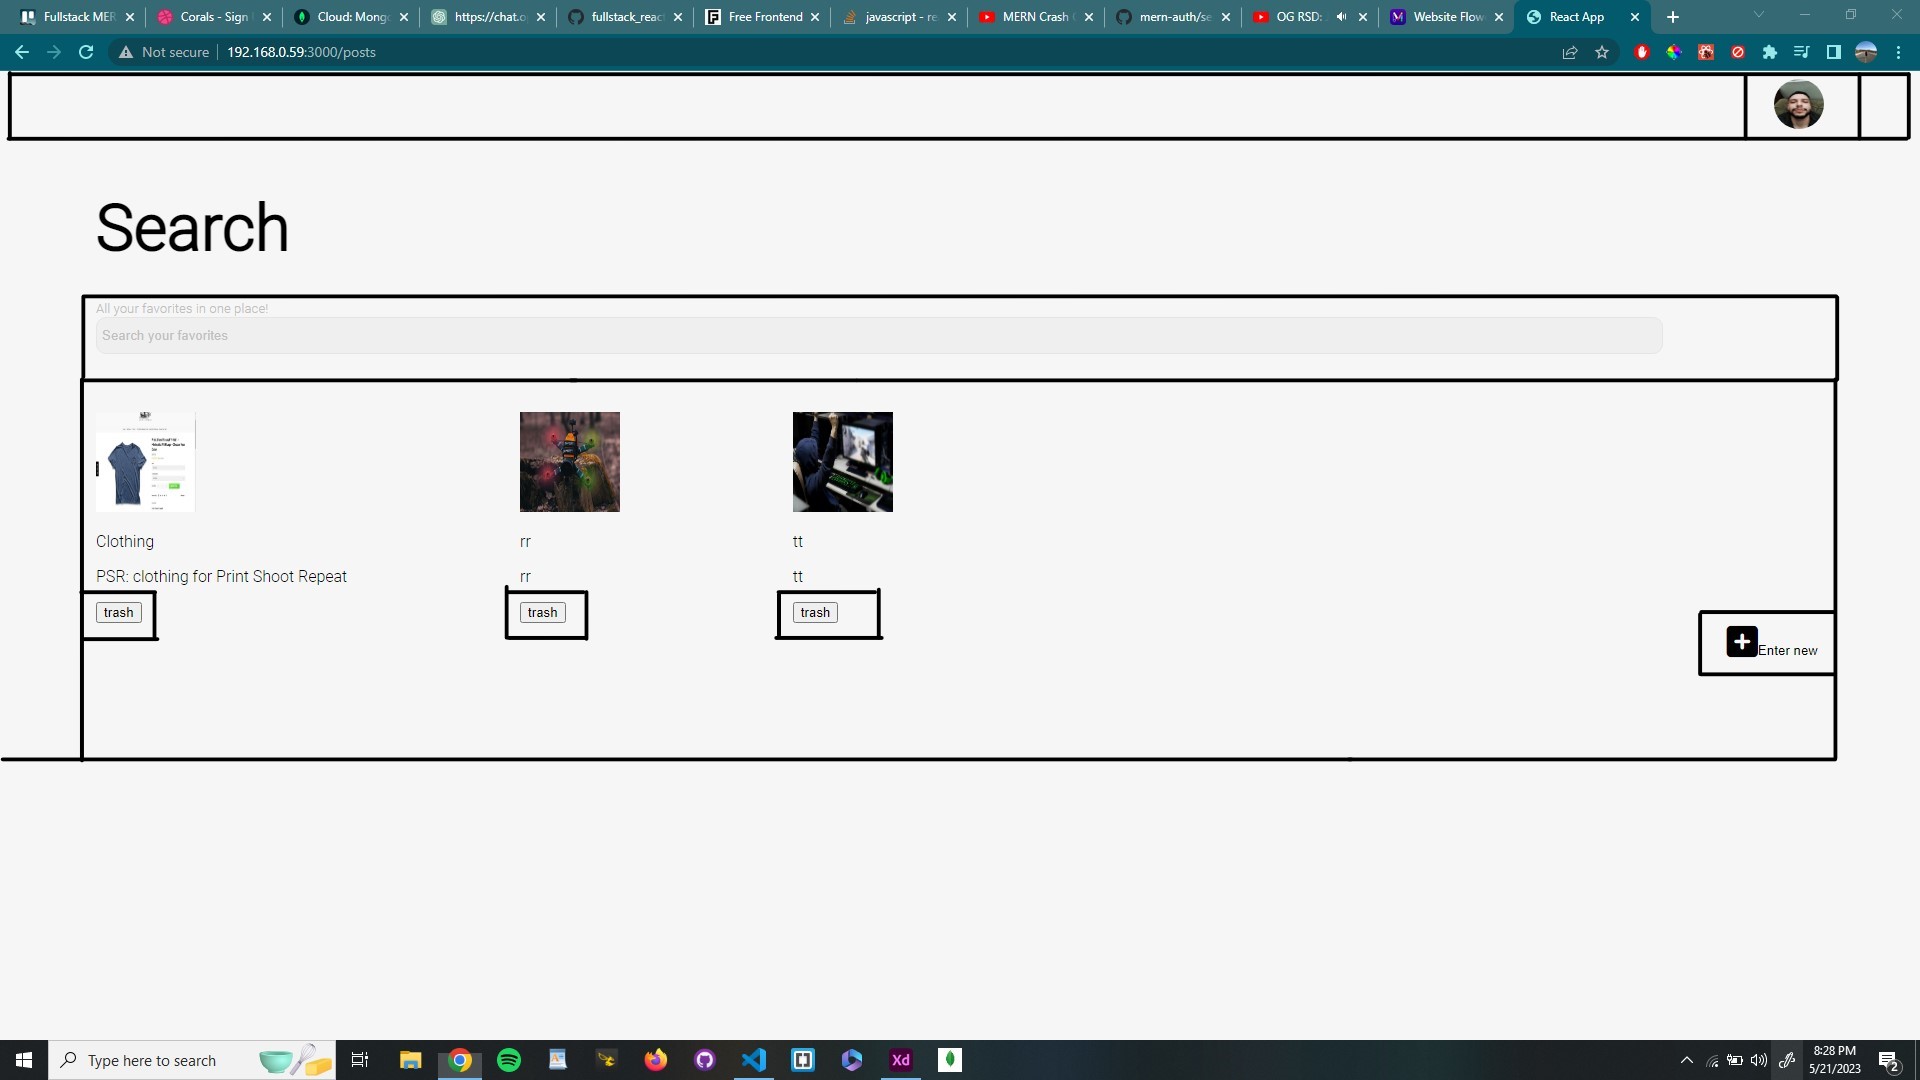 Fullstack MER
Corals - Sign
Cloud: Mong
https://chat.o
fullstack_reac
Free Frontend
javascript - re
MERN Crash
mern-auth/se
OG RSD:
Website Flow
React App
Not secure
192.168.0.59:3000/posts
Search
All your favorites in one place!
Search your favorites
Clothing
rr
tt
PSR: clothing for Print Shoot Repeat
rr
tt
trash
trash
trash
Enter new
Type here to search
Xd
8:28 PM
5/21/2023
2